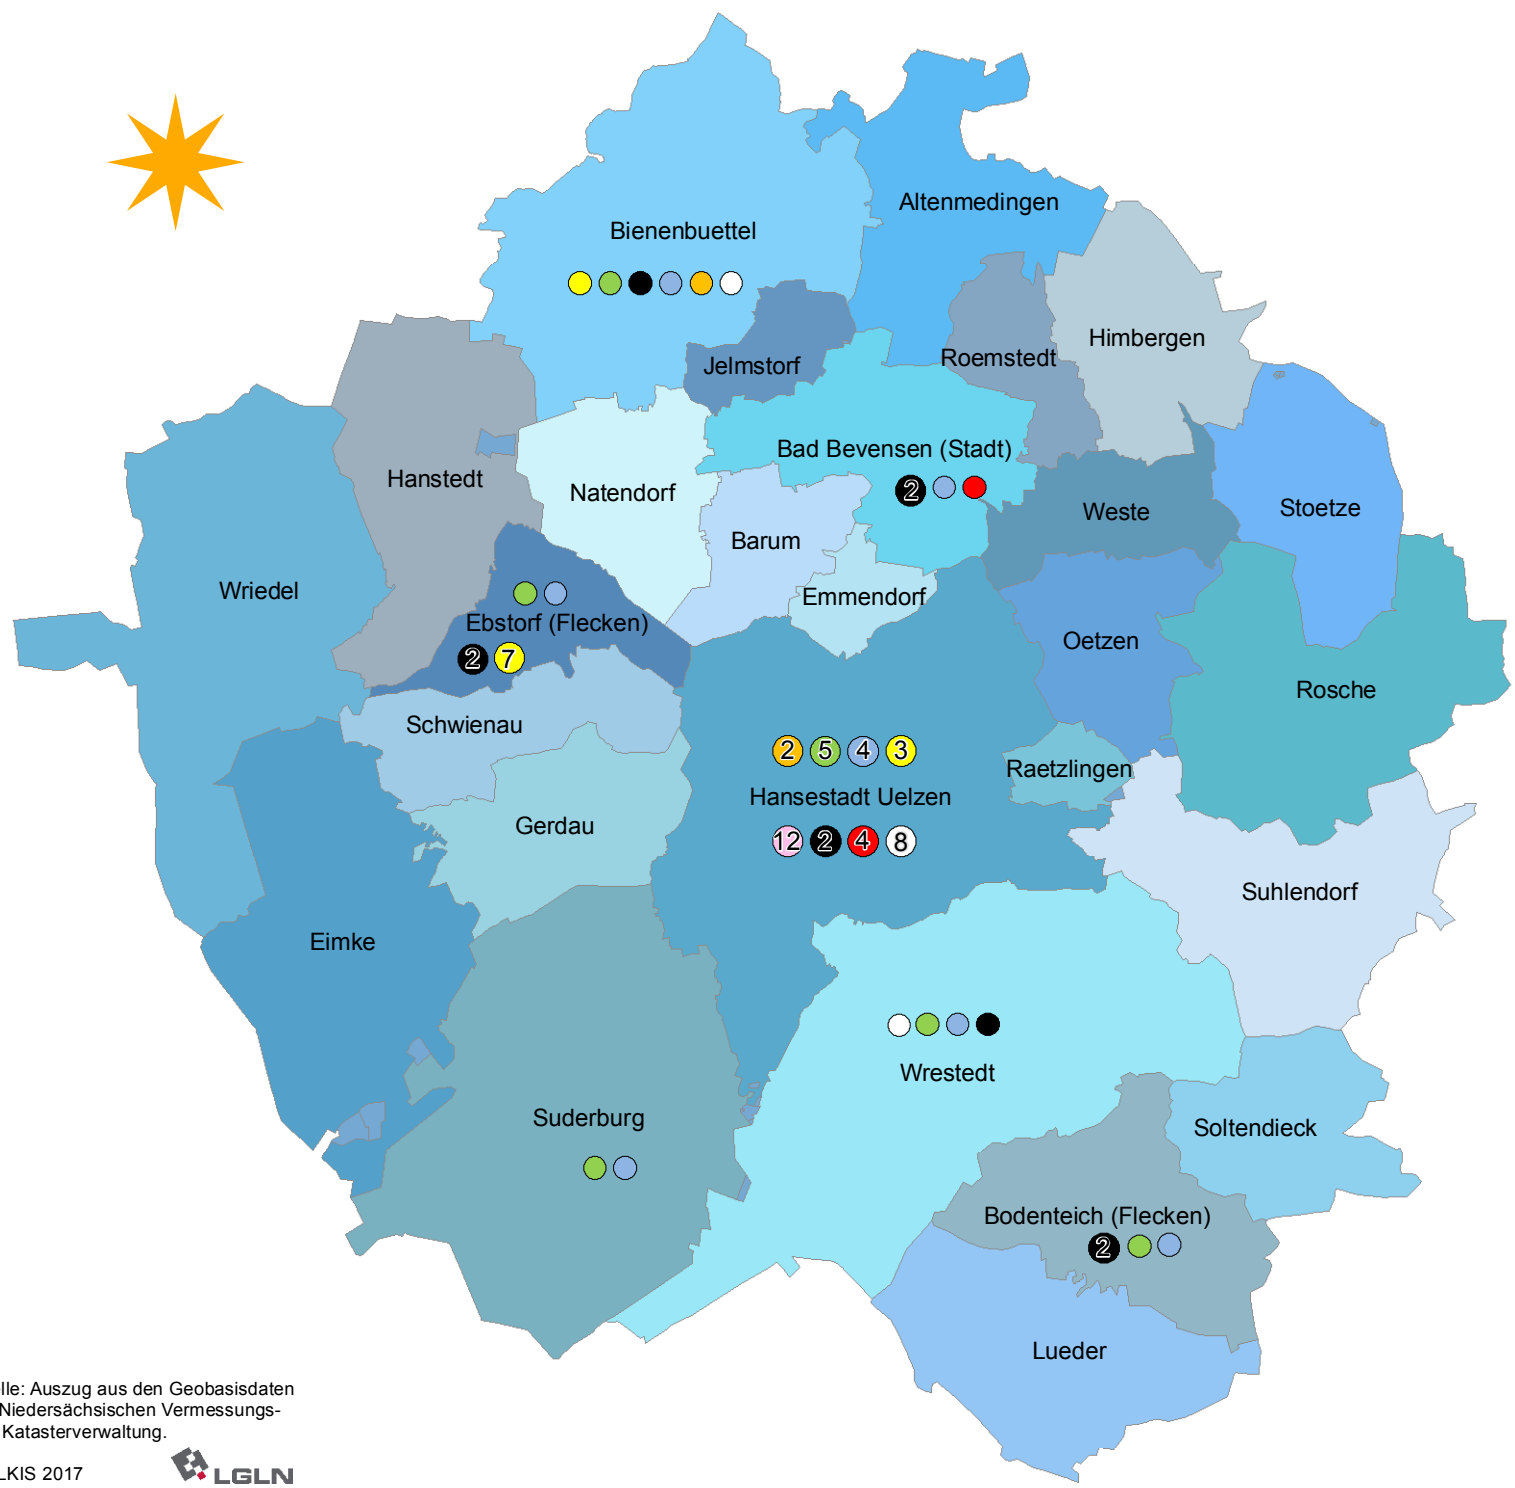 Altenmedingen
Bienenbuettel
Himbergen
Roemstedt
Jelmstorf
Bad Bevensen (Stadt)
2
Hanstedt
Natendorf
Stoetze
Weste
Barum
Wriedel
Emmendorf
Ebstorf (Flecken)
2 7
Oetzen
Rosche
Schwienau
2 5 4 3
Raetzlingen
Hansestadt Uelzen
12 2 4 8
Gerdau
Suhlendorf
Eimke
Wrestedt
Suderburg
Soltendieck
Bodenteich (Flecken)
2
Lueder
lle: Auszug aus den Geobasisdaten
Niedersächsischen Vermessungs-
Katasterverwaltung.
LKIS 2017
LGLN